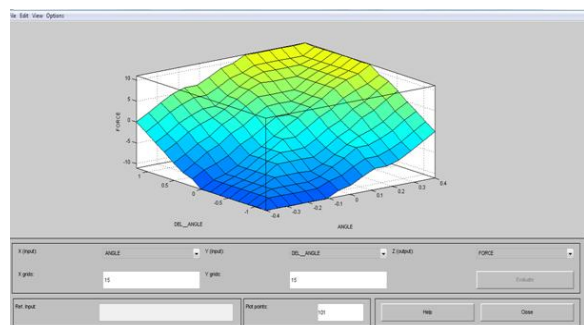 ile Edit View Options
10
5
0
-5
-10
FORCE
1
0.5
0
-0.5
-1
DEL_ANGLE
-0.4
-0.3
-0.2
-0.1
0
0.1
0.2
0.3
0.4
ANGLE
X (input): ANGLE Y (input): DEL_ANGLE Z (output): FORCE
X grids: 15 Y grids: 15 Evaluate
Ref. Input: Plot points: 101 Help Close